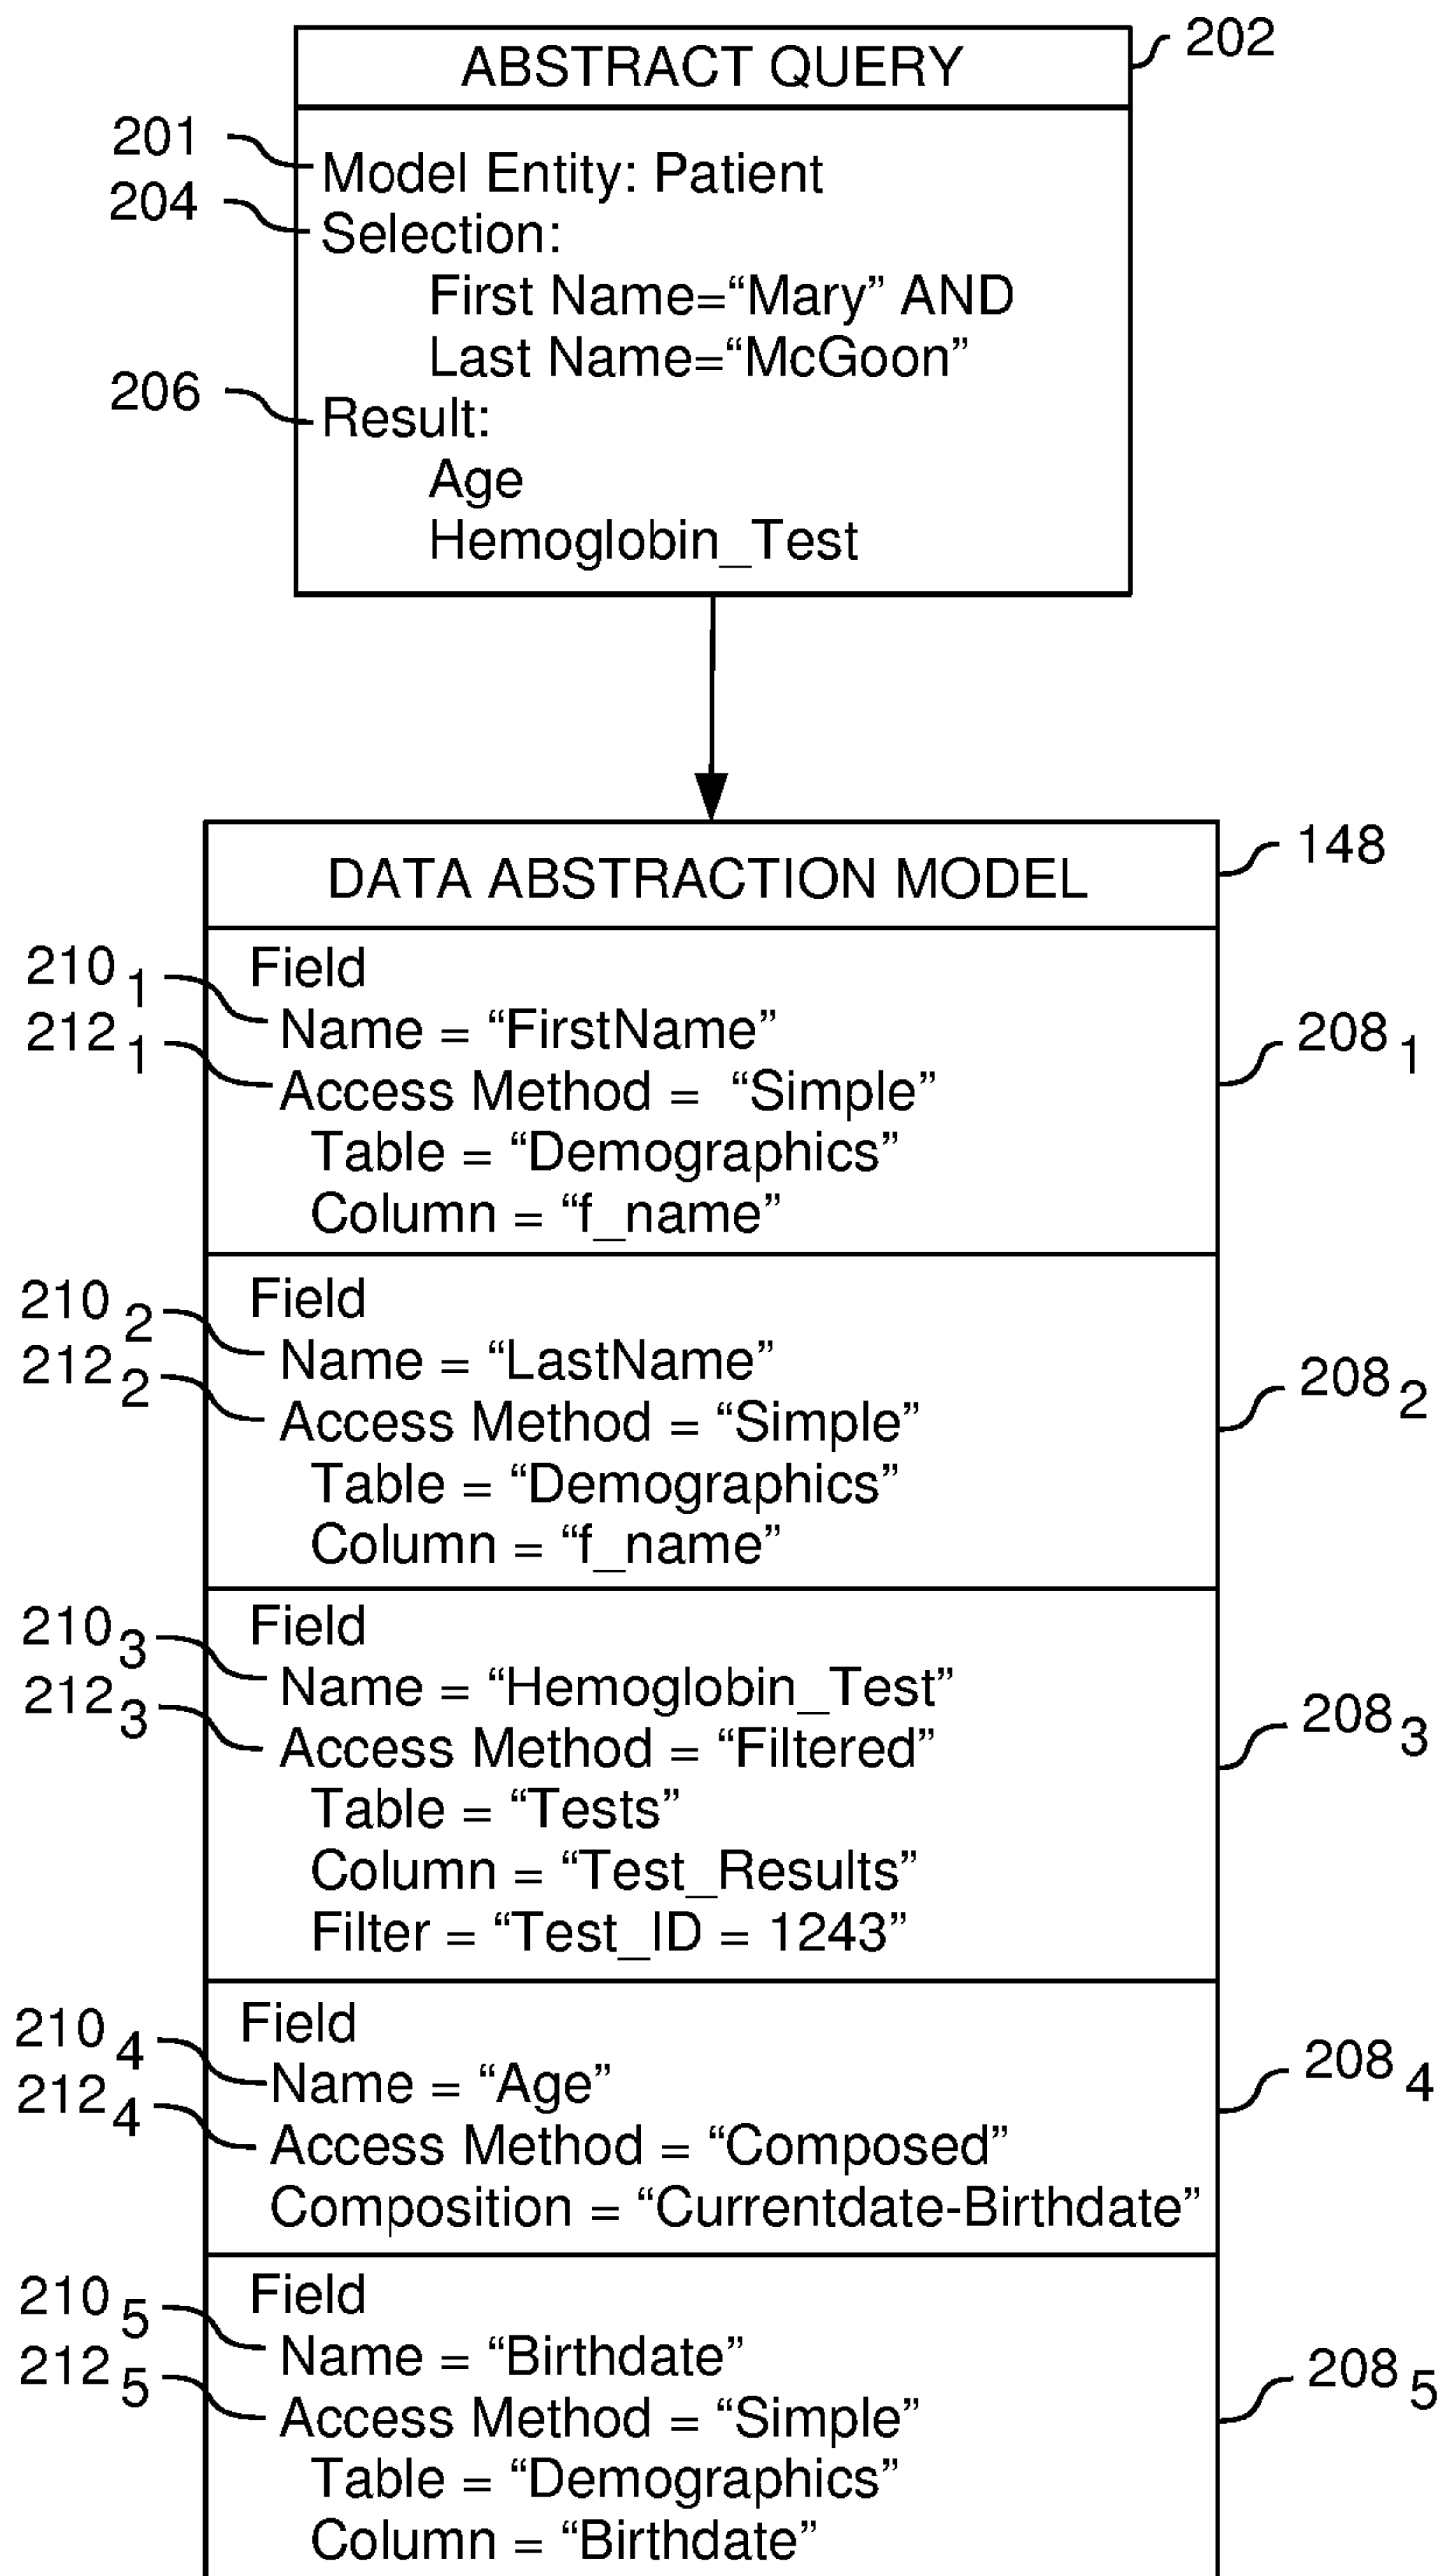 ABSTRACT QUERY
202
201
Model Entity: Patient
204
Selection:
First Name=“Mary” AND
Last Name=“McGoon”
206
Result:
Age
Hemoglobin_Test
DATA ABSTRACTION MODEL
148
Field
210 1
Name = “FirstName”
212 1
Access Method = “Simple”
208 1
Table = “Demographics”
Column = “f_name”
Field
210 2
Name = “LastName”
212 2
Access Method = “Simple”
208 2
Table = “Demographics”
Column = “f_name”
Field
210 3
Name = “Hemoglobin_Test”
212 3
Access Method = “Filtered”
208 3
Table = “Tests”
Column = “Test_Results”
Filter = “Test_ID = 1243”
Field
210 4
Name = “Age”
212 4
Access Method = “Composed”
208 4
Composition = “Currentdate-Birthdate”
Field
210 5
Name = “Birthdate”
212 5
Access Method = “Simple”
208 5
Table = “Demographics”
Column = “Birthdate”